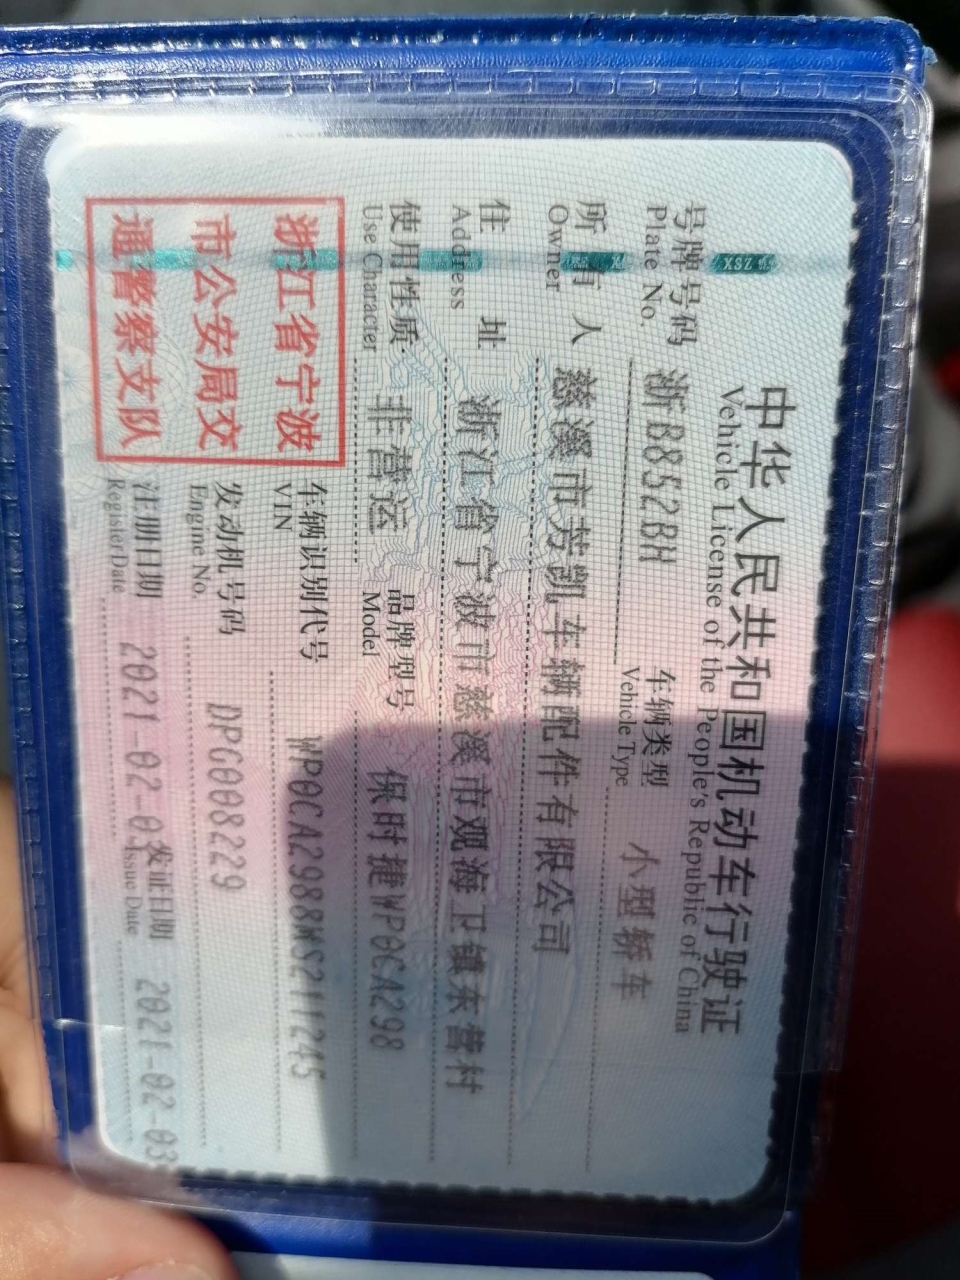 中华人民共和国机动车行驶证
Vehicle License of the People's Republic of China
号牌号码 浙B852BH 车辆类型 小型轿车
Plate No. Vehicle Type
所有人 慈溪市芳凯车辆配件有限公司
Owner
住址 浙江省宁波市慈溪市观海卫镇东营村
Address
使用性质 非营运 品牌型号 保时捷WP0CA298
Use Character Model
浙江省宁波
市公安局交
通警察支队
车辆识别代号 WP0CA2988MS211245
VIN
发动机号码 DPG008229
Engine No.
注册日期 2021-02-03 发证日期 2021-02-03
Register Date Issue Date
XSZ